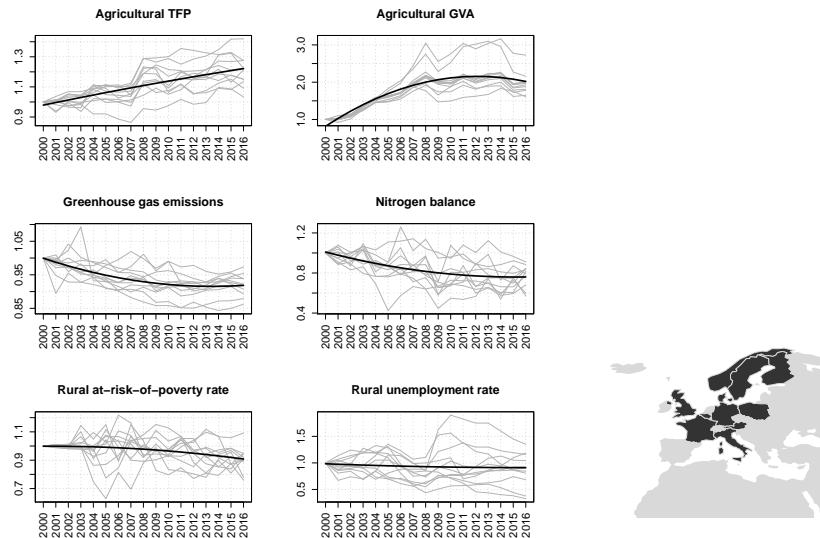 Agricultural TFP
Agricultural GVA
0.9 1.1 1.3
1.0 2.0 3.0
2000 2001 2002 2003 2004 2005 2006 2007 2008 2009 2010 2011 2012 2013 2014 2015 2016
2000 2001 2002 2003 2004 2005 2006 2007 2008 2009 2010 2011 2012 2013 2014 2015 2016
Greenhouse gas emissions
Nitrogen balance
0.85 0.95 1.05
0.4 0.8 1.2
2000 2001 2002 2003 2004 2005 2006 2007 2008 2009 2010 2011 2012 2013 2014 2015 2016
2000 2001 2002 2003 2004 2005 2006 2007 2008 2009 2010 2011 2012 2013 2014 2015 2016
Rural at−risk−of−poverty rate
Rural unemployment rate
0.7 0.9 1.1
0.5 1.0 1.5
2000 2001 2002 2003 2004 2005 2006 2007 2008 2009 2010 2011 2012 2013 2014 2015 2016
2000 2001 2002 2003 2004 2005 2006 2007 2008 2009 2010 2011 2012 2013 2014 2015 2016